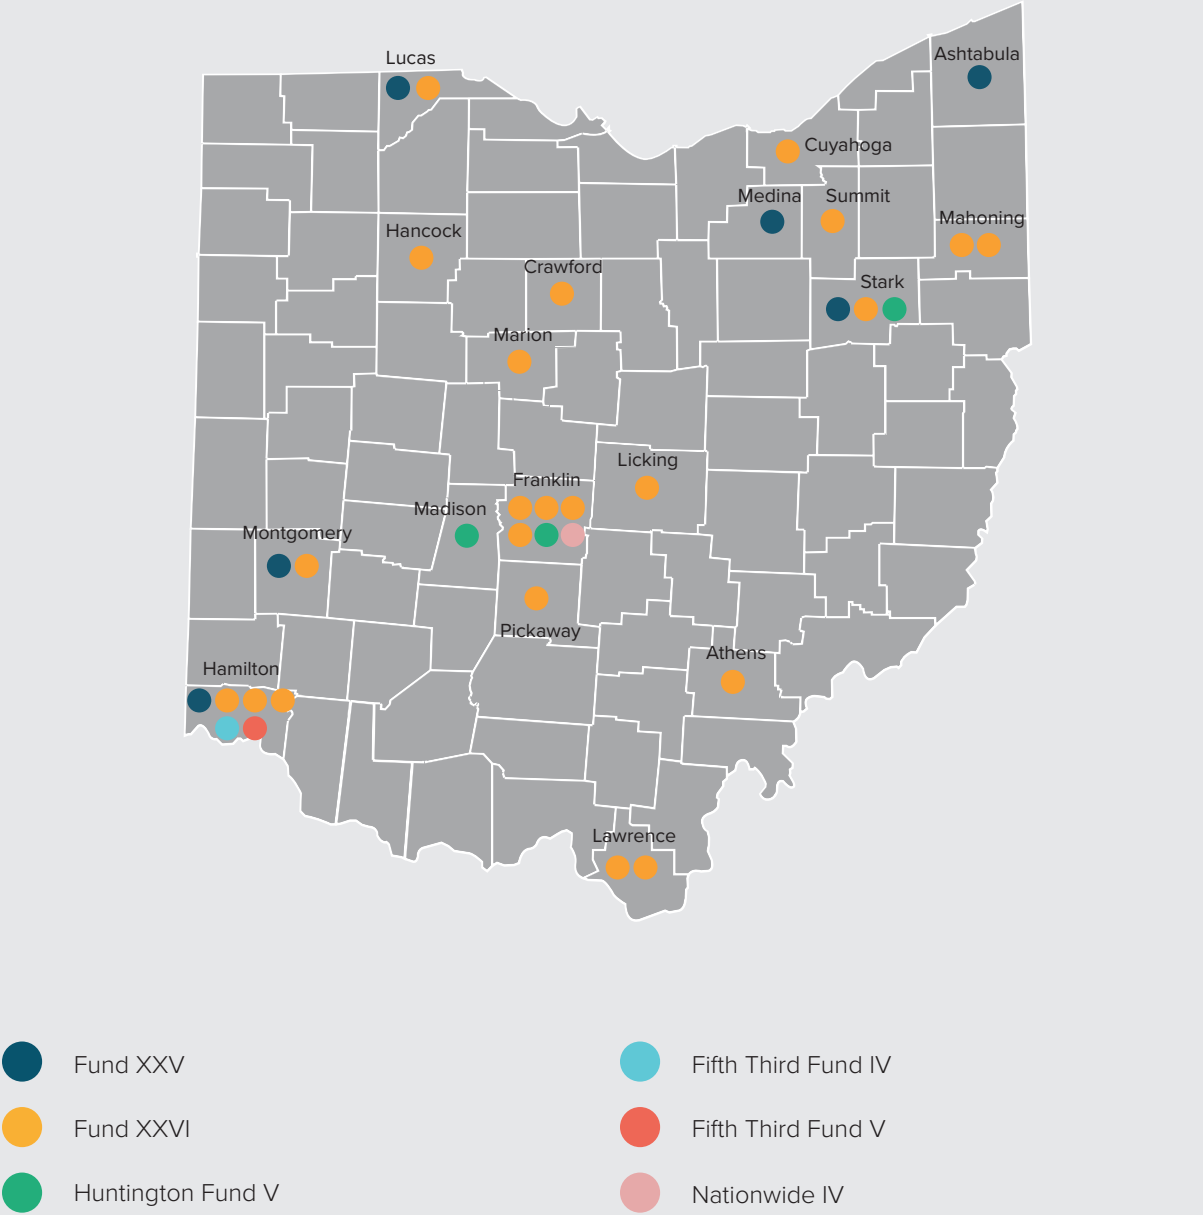 Lucas
Ashtabula
Cuyahoga
Medina
Summit
Mahoning
Hancock
Crawford
Stark
Marion
Licking
Franklin
Madison
Montgomery
Pickaway
Athens
Hamilton
Lawrence
Fund XXV
Fund XXVI
Huntington Fund V
Fifth Third Fund IV
Fifth Third Fund V
Nationwide IV